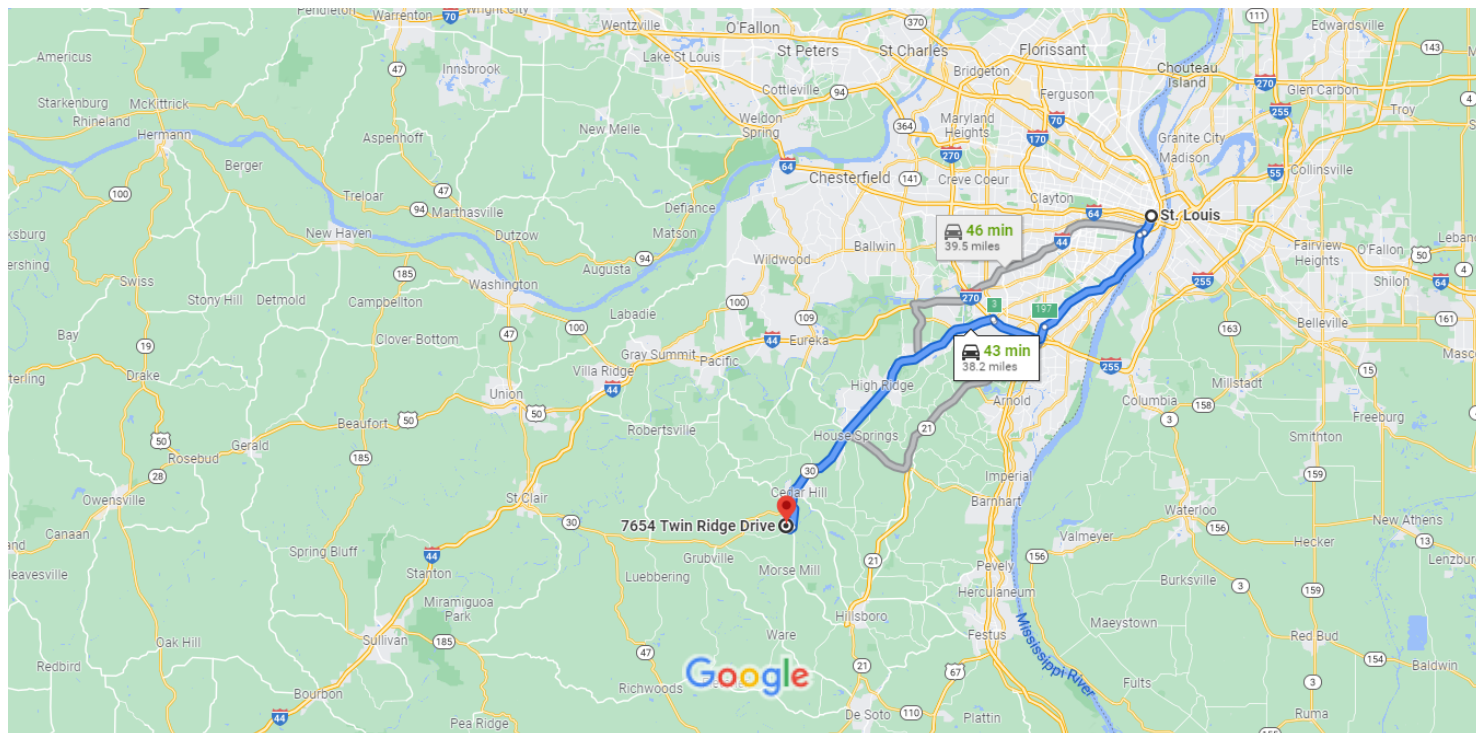 Pendleton
Warrenton
70
Wright City
Wentzville
O'Fallon
370
Florissant
111
Edwardsville
Americus
47
Innsbrook
Lake St Louis
St Peters
St Charles
Bridgeton
Chouteau
Island
143
Starkenburg
McKittrick
Cottleville
94
Ferguson
270
Glen Carbon
Rhineland
Hermann
Aspenhoff
New Melle
Weldon
Spring
364
Maryland
Heights
70
170
255
Troy
4
Granite City
Madison
Berger
64
270
Creve Coeur
55
Collinsville
100
Treloar
47
Chesterfield
141
Clayton
94
Marthasville
Defiance
64
St. Louis
New Haven
Dutzow
Matson
Ballwin
46 min
39.5 miles
44
Fairview
Heights
O'Fallon
50
Swiss
185
94
Augusta
Wildwood
255
Shiloh
4
64
Stony Hill
Detmold
Campbellton
Washington
100
270
3
197
Labadie
109
161
Bay
100
163
Belleville
19
Clover Bottom
47
Gray Summit
Pacific
44
Eureka
43 min
38.2 miles
Drake
Villa Ridge
255
15
50
Union
44
High Ridge
Arnold
Columbia
Millstadt
50
Beaufort
50
158
Freeburg
Gerald
Robertsville
House Springs
21
3
Smithton
Rosebud
185
28
30
Imperial
159
Owensville
St Clair
Cedar Hill
Barnhart
Waterloo
Canaan
30
7654 Twin Ridge Drive
156
New Athens
Spring Bluff
44
Grubville
156
Valmeyer
Hecker
13
Stanton
Luebbering
Morse Mill
21
Pevely
Lenzburg
Miramiguoa
Park
Herculaneum
Burksville
3
159
Oak Hill
Sullivan
185
Hillsboro
Festus
Maeystown
Red Bud
Ware
Mississippi River
Redbird
47
Google
21
67
154
Baldwin
Bourbon
Richwoods
Fults
3
44
Pea Ridge
De Soto
110
Plattin
Ruma